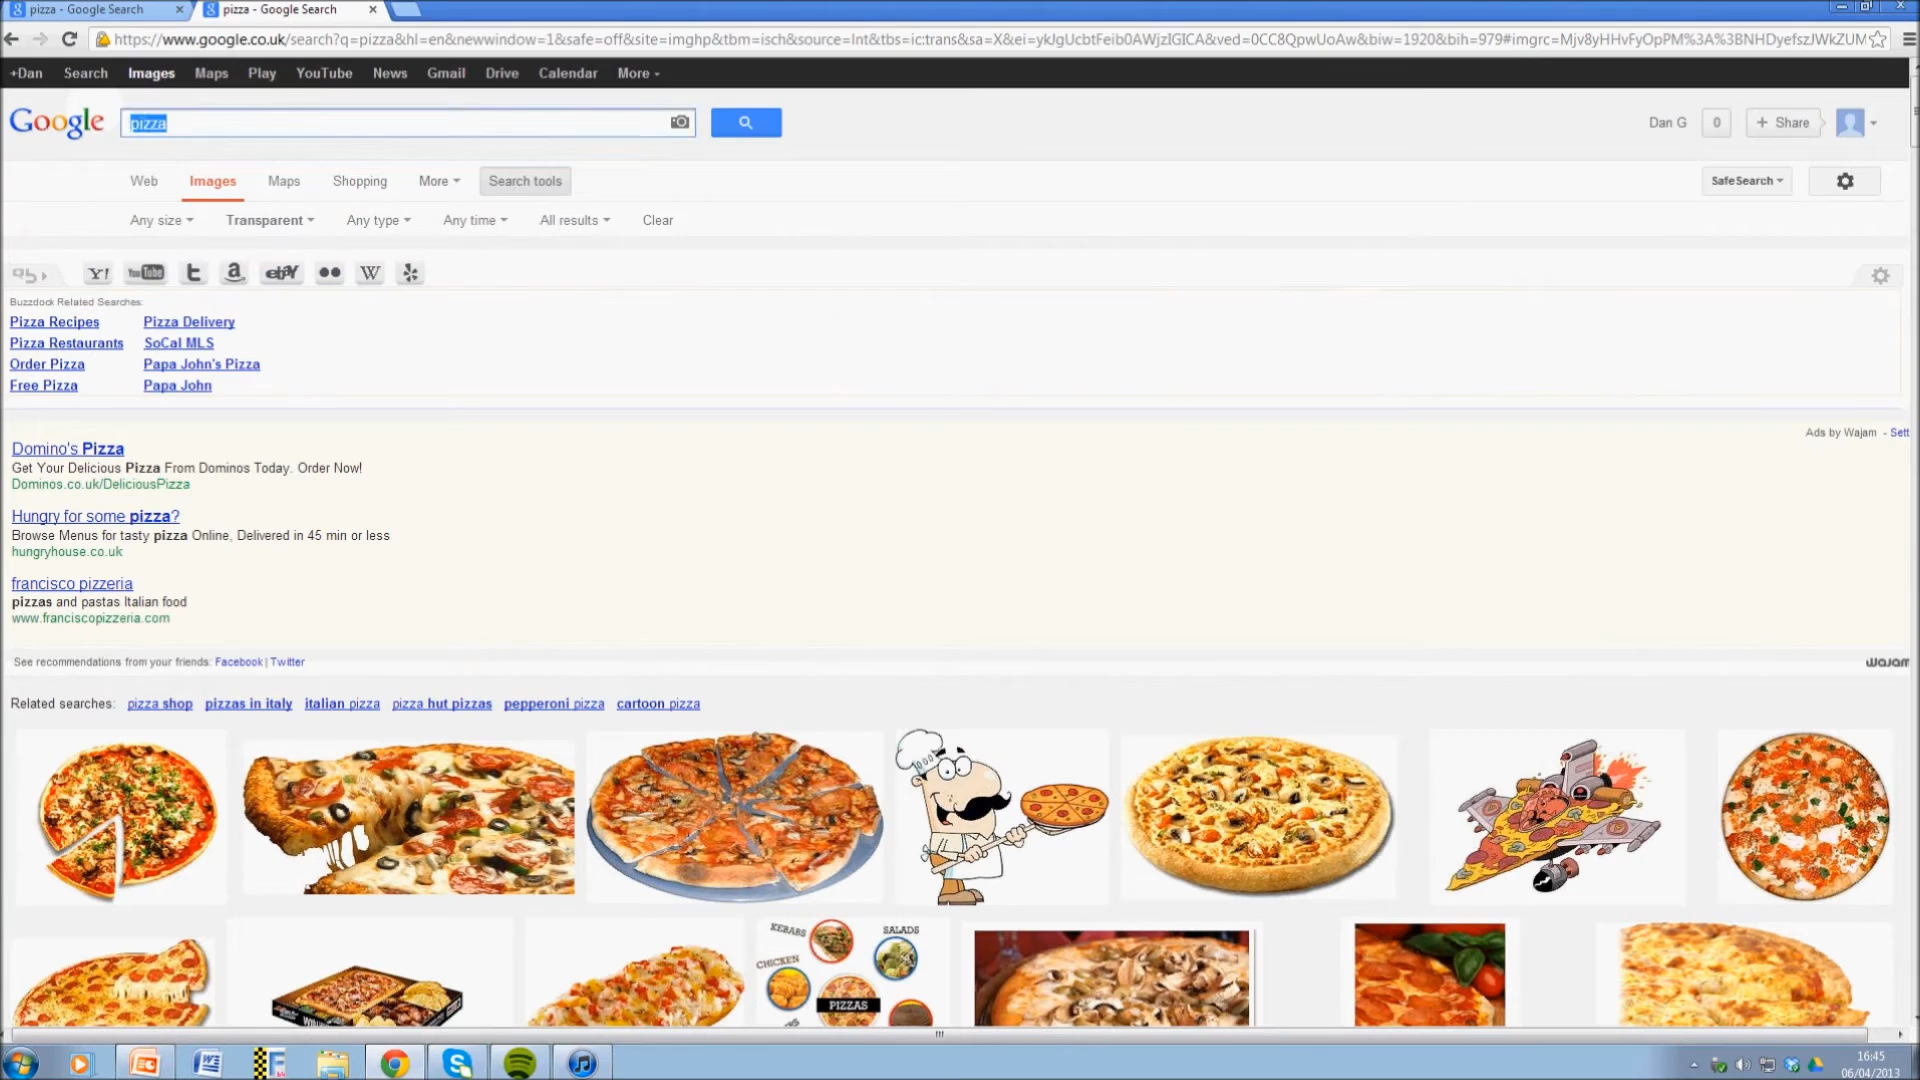 pizza - Google Search
pizza - Google Search
https://www.google.co.uk/search?q=pizza&hl=en&newwindow=1&safe=off&site=imghp&tbm=isch&source=lnt&tbs=ic:trans&sa=X&ei=ykJgUcbtFeib0AWjzIGICA&ved=0CC8QpwUoAw&biw=1920&bih=979#imgrc=Mjv8yHHvFyOpPM%3A%3BNHDyefszJWkZUM
+Dan Search Images Maps Play YouTube News Gmail Drive Calendar More
Google pizza Dan G 0 + Share
Web Images Maps Shopping More Search tools SafeSearch
Any size Transparent Any type Any time All results Clear
Y! YouTube t a ebay W
Buzzdock Related Searches:
Pizza Recipes Pizza Delivery
Pizza Restaurants SoCal MLS
Order Pizza Papa John's Pizza
Free Pizza Papa John
Ads by Wajam - Sett
Domino's Pizza
Get Your Delicious Pizza From Dominos Today. Order Now!
Dominos.co.uk/DeliciousPizza
Hungry for some pizza?
Browse Menus for tasty pizza Online, Delivered in 45 min or less
hungryhouse.co.uk
francisco pizzeria
pizzas and pastas Italian food
www.franciscopizzeria.com
See recommendations from your friends: Facebook | Twitter wajam
Related searches: pizza shop pizzas in italy italian pizza pizza hut pizzas pepperoni pizza cartoon pizza
KEBABS SALADS
CHICKEN
PIZZAS
16:45
06/04/2013